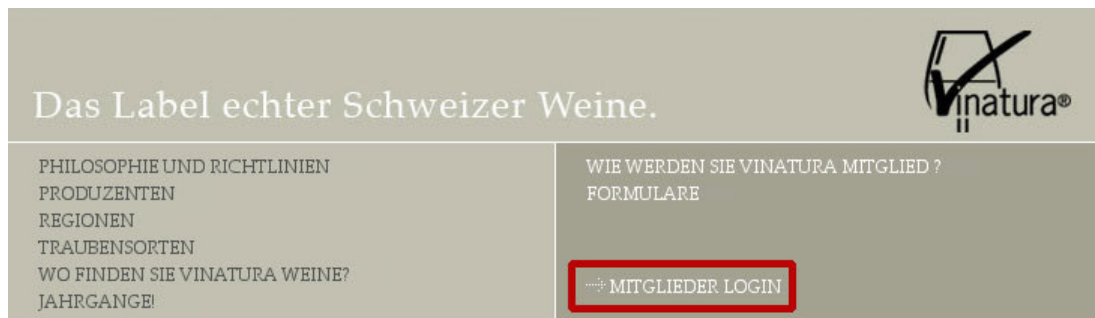 Das Label echter Schweizer Weine.
Vinatura®
PHILOSOPHIE UND RICHTLINIEN
PRODUZENTEN
REGIONEN
TRAUBENSORTEN
WO FINDEN SIE VINATURA WEINE?
JAHRGANGE!
WIE WERDEN SIE VINATURA MITGLIED ?
FORMULARE
MITGLIEDER LOGIN